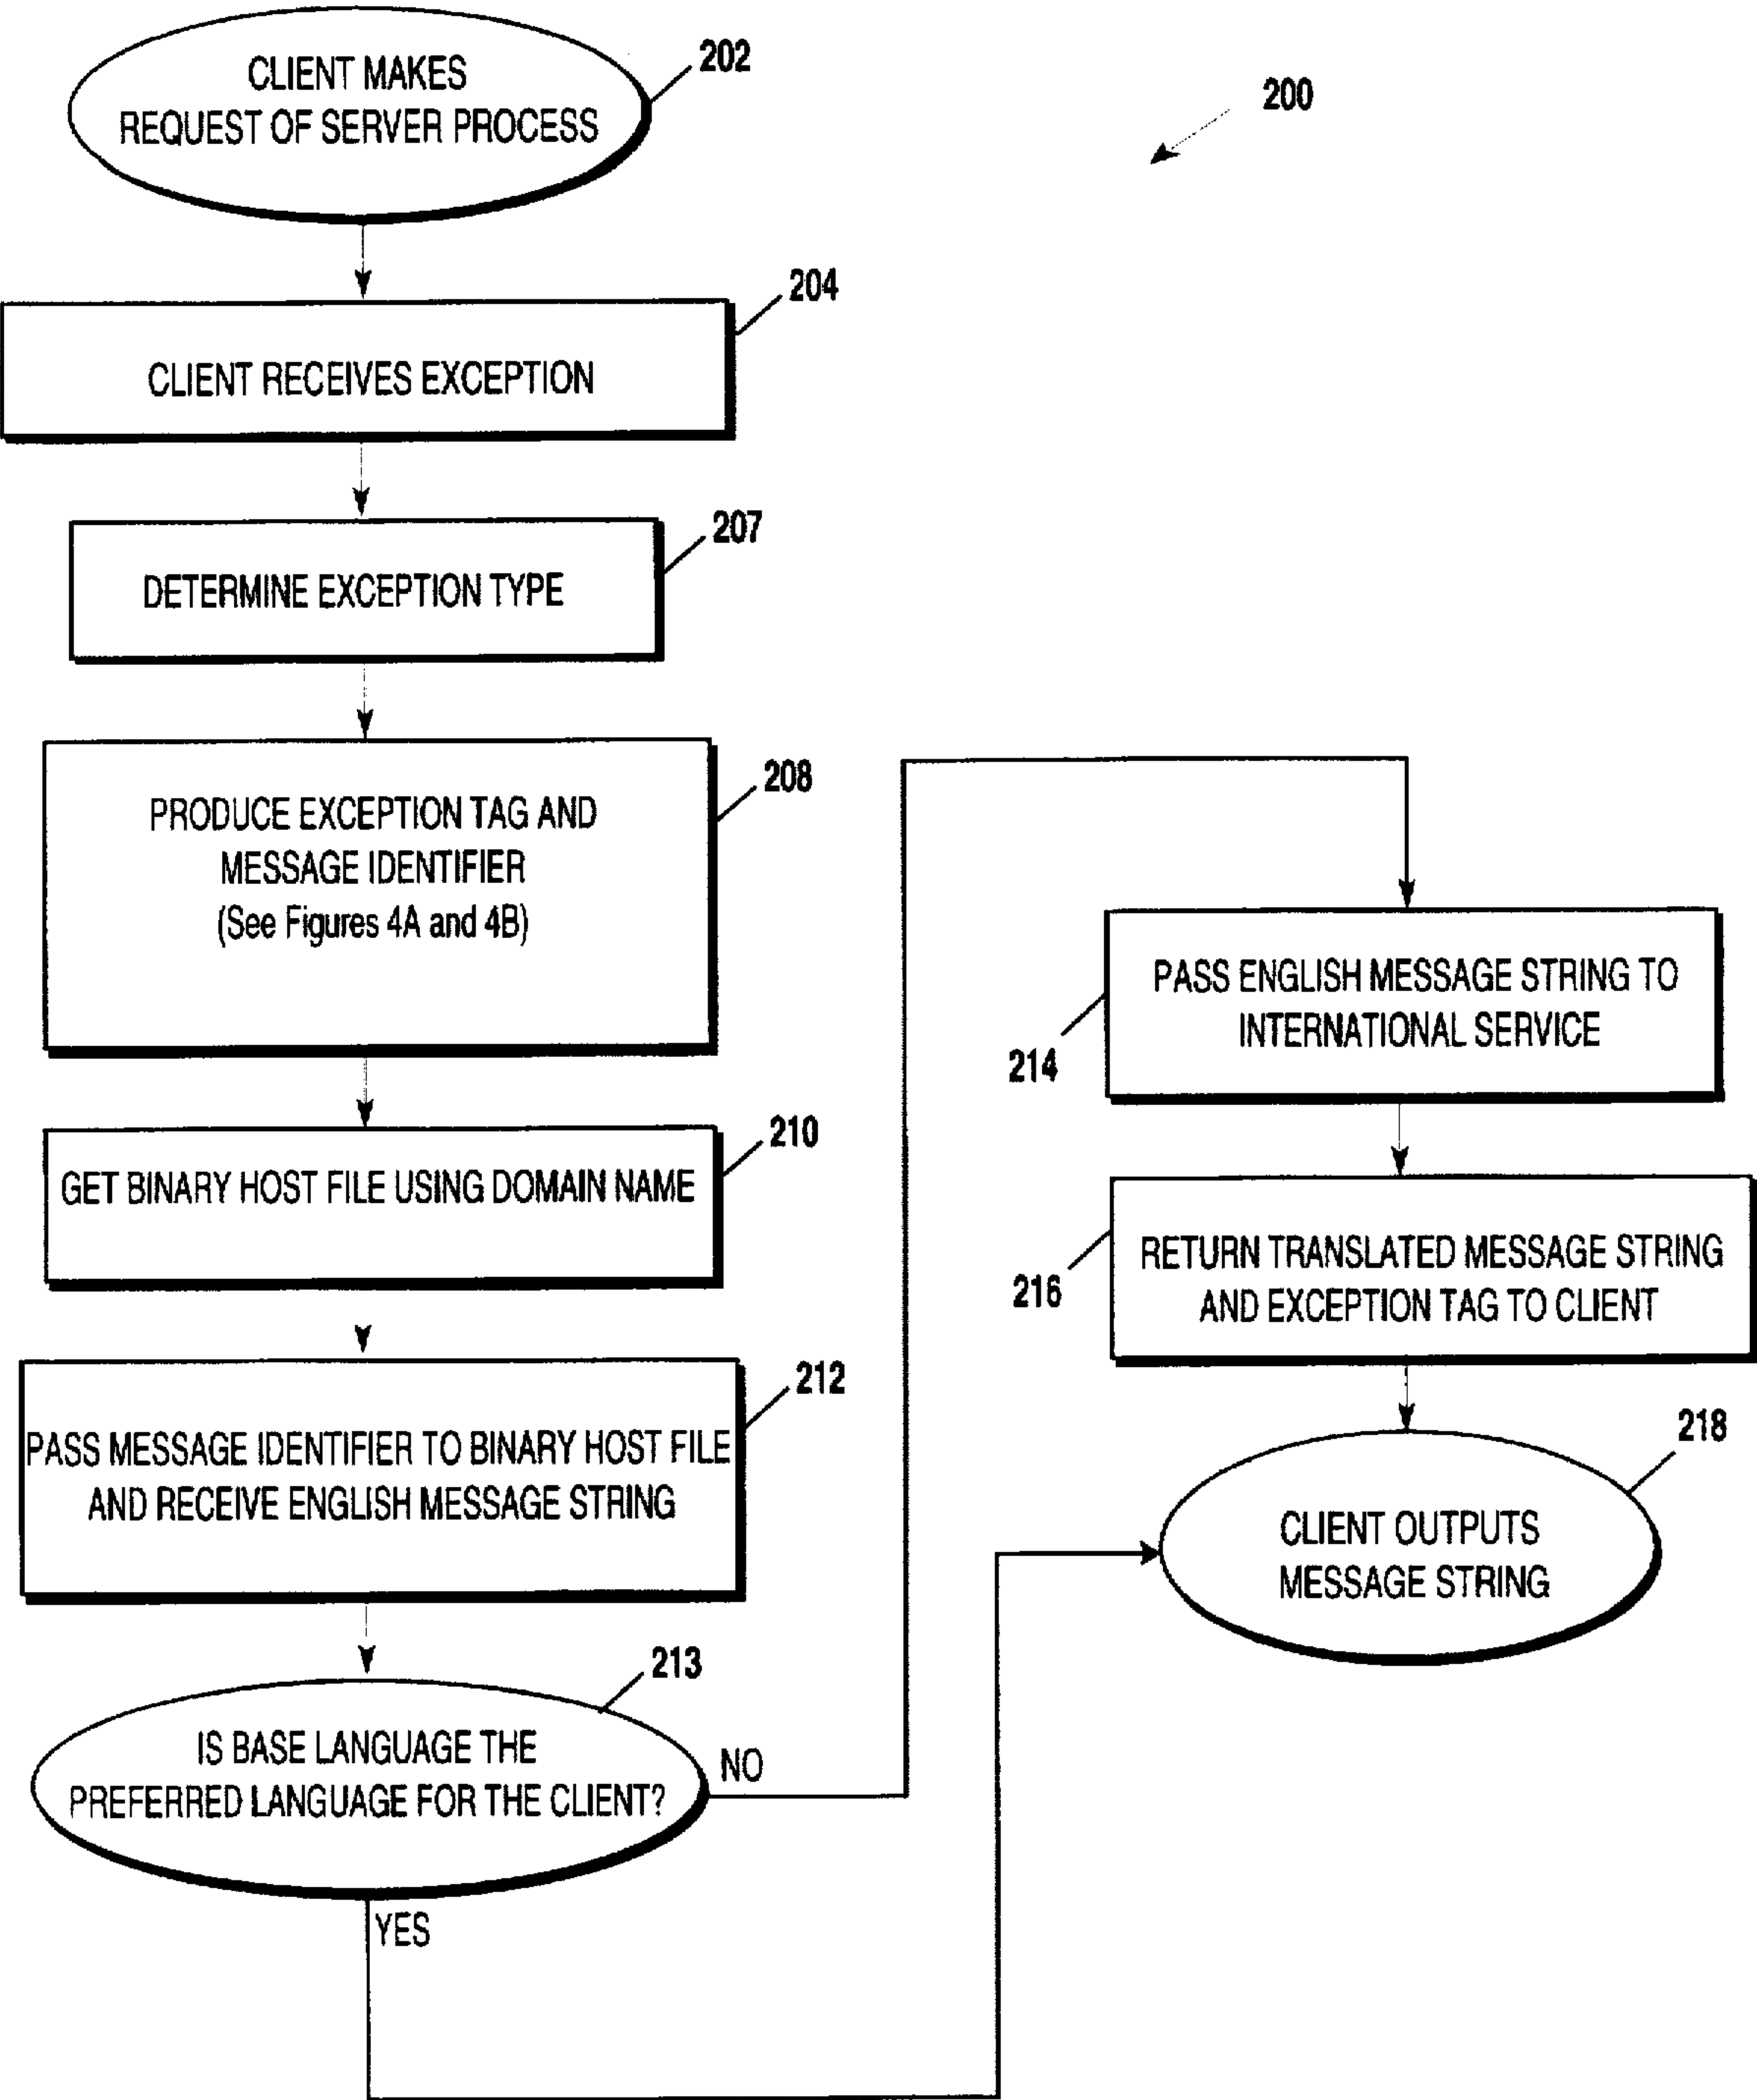 CLIENT MAKES
REQUEST OF SERVER PROCESS
202
200
204
CLIENT RECEIVES EXCEPTION
207
DETERMINE EXCEPTION TYPE
208
PRODUCE EXCEPTION TAG AND
MESSAGE IDENTIFIER
(See Figures 4A and 4B)
210
GET BINARY HOST FILE USING DOMAIN NAME
212
PASS MESSAGE IDENTIFIER TO BINARY HOST FILE
AND RECEIVE ENGLISH MESSAGE STRING
213
IS BASE LANGUAGE THE
PREFERRED LANGUAGE FOR THE CLIENT?
NO
YES
PASS ENGLISH MESSAGE STRING TO
INTERNATIONAL SERVICE
214
RETURN TRANSLATED MESSAGE STRING
AND EXCEPTION TAG TO CLIENT
216
218
CLIENT OUTPUTS
MESSAGE STRING